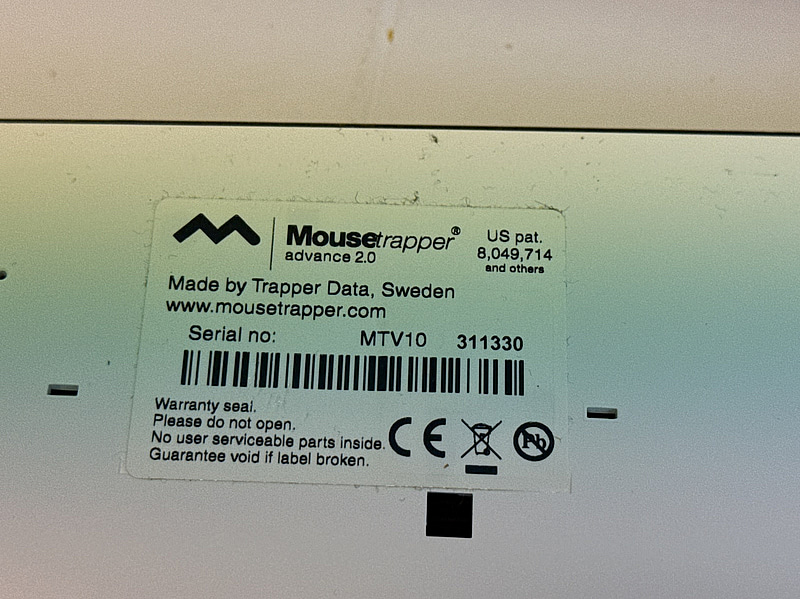 Mousetrapper®
advance 2.0
US pat.
8,049,714
and others
Made by Trapper Data, Sweden
www.mousetrapper.com
Serial no: MTV10 311330
Warranty seal.
Please do not open.
No user serviceable parts inside.
Guarantee void if label broken.
CE
Pb